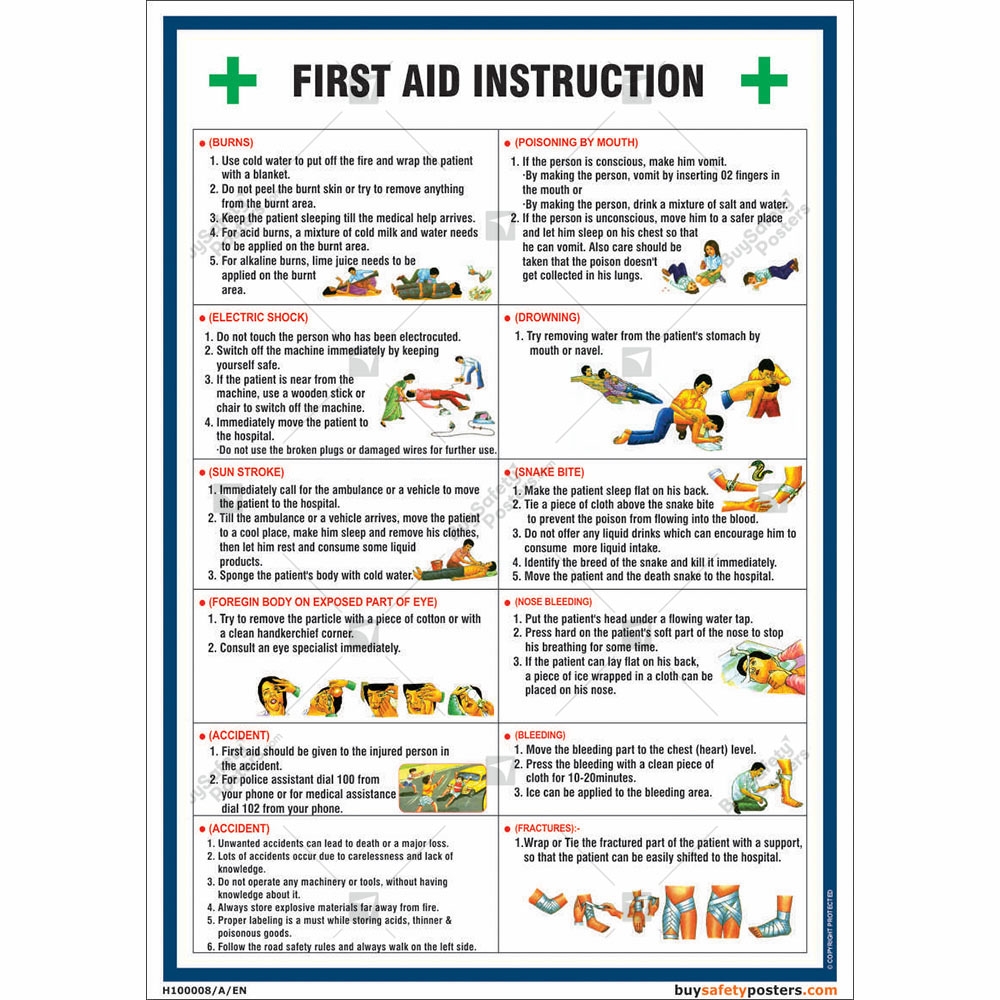 FIRST AID INSTRUCTION
(BURNS)
1. Use cold water to put off the fire and wrap the patient
with a blanket.
2. Do not peel the burnt skin or try to remove anything
from the burnt area.
3. Keep the patient sleeping till the medical help arrives.
4. For acid burns, a mixture of cold milk and water needs
to be applied on the burnt area.
5. For alkaline burns, lime juice needs to be
applied on the burnt
area.
(POISONING BY MOUTH)
1. If the person is conscious, make him vomit.
·By making the person, vomit by inserting 02 fingers in
the mouth or
·By making the person, drink a mixture of salt and water.
2. If the person is unconscious, move him to a safer place
and let him sleep on his chest so that
he can vomit. Also care should be
taken that the poison doesn't
get collected in his lungs.
(ELECTRIC SHOCK)
1. Do not touch the person who has been electrocuted.
2. Switch off the machine immediately by keeping
yourself safe.
3. If the patient is near from the
machine, use a wooden stick or
chair to switch off the machine.
4. Immediately move the patient to
the hospital.
·Do not use the broken plugs or damaged wires for further use.
(DROWNING)
1. Try removing water from the patient's stomach by
mouth or navel.
(SUN STROKE)
1. Immediately call for the ambulance or a vehicle to move
the patient to the hospital.
2. Till the ambulance or a vehicle arrives, move the patient
to a cool place, make him sleep and remove his clothes,
then let him rest and consume some liquid
products.
3. Sponge the patient's body with cold water.
(SNAKE BITE)
1. Make the patient sleep flat on his back.
2. Tie a piece of cloth above the snake bite
to prevent the poison from flowing into the blood.
3. Do not offer any liquid drinks which can encourage him to
consume more liquid intake.
4. Identify the breed of the snake and kill it immediately.
5. Move the patient and the death snake to the hospital.
(FOREGIN BODY ON EXPOSED PART OF EYE)
1. Try to remove the particle with a piece of cotton or with
a clean handkerchief corner.
2. Consult an eye specialist immediately.
(NOSE BLEEDING)
1. Put the patient's head under a flowing water tap.
2. Press hard on the patient's soft part of the nose to stop
his breathing for some time.
3. If the patient can lay flat on his back,
a piece of ice wrapped in a cloth can be
placed on his nose.
(ACCIDENT)
1. First aid should be given to the injured person in
the accident.
2. For police assistant dial 100 from
your phone or for medical assistance
dial 102 from your phone.
(BLEEDING)
1. Move the bleeding part to the chest (heart) level.
2. Press the bleeding with a clean piece of
cloth for 10-20minutes.
3. Ice can be applied to the bleeding area.
(ACCIDENT)
1. Unwanted accidents can lead to death or a major loss.
2. Lots of accidents occur due to carelessness and lack of
knowledge.
3. Do not operate any machinery or tools, without having
knowledge about it.
4. Always store explosive materials far away from fire.
5. Proper labeling is a must while storing acids, thinner &
poisonous goods.
6. Follow the road safety rules and always walk on the left side.
(FRACTURES):-
1.Wrap or Tie the fractured part of the patient with a support,
so that the patient can be easily shifted to the hospital.
© COPYRIGHT PROTECTED
H100008/A/EN
buysafetyposters.com
BuySafety
Posters
BuySafety
Posters.com
BuySafety
Posters.com
BuySafety
Posters.com
BuySafety
Posters